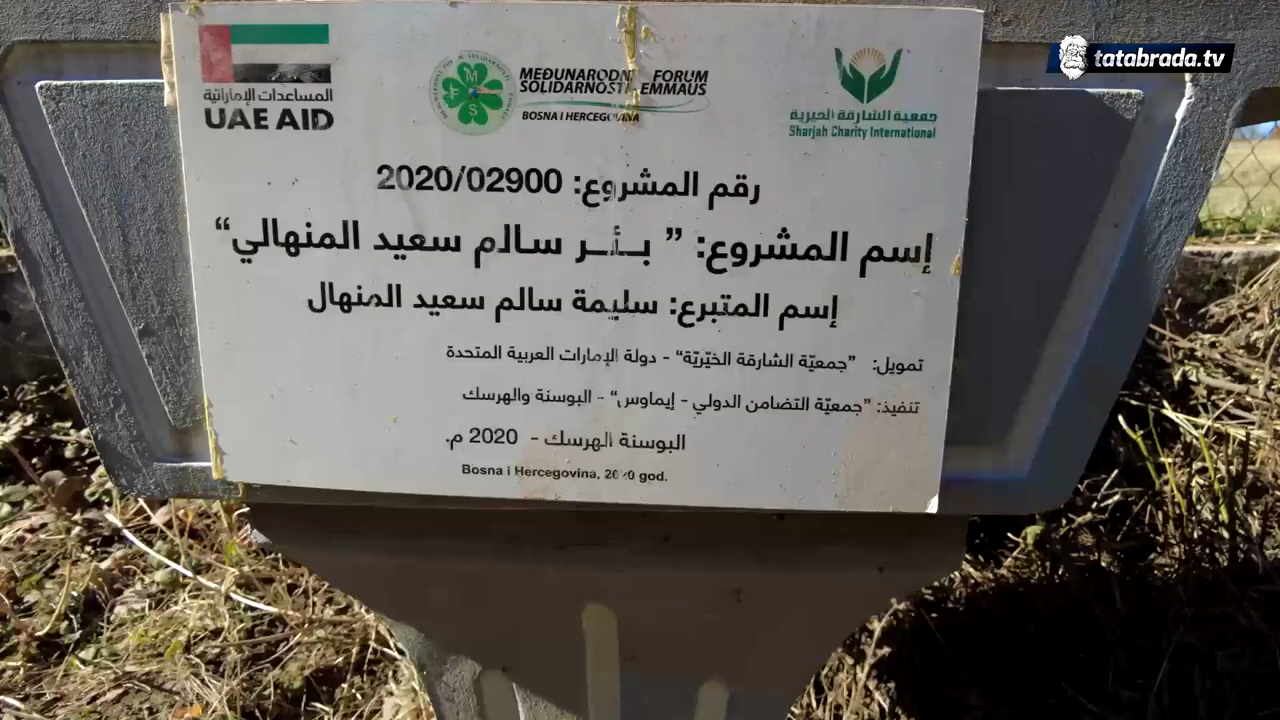 tatabrada.tv
المساعدات الإماراتية
UAE AID
MEĐUNARODNI FORUM
SOLIDARNOSTI-EMMAUS
BOSNA I HERCEGOVINA
M
F
S
جمعية الشارقة الخيرية
Sharjah Charity International
رقم المشروع: 2020/02900
إسم المشروع: ” بـئـر سالم سعيد المنهالي“
إسم المتبرع: سليمة سالم سعيد المنهال
تمويل: ”جمعيّة الشارقة الخيّريّة“ - دولة الإمارات العربية المتحدة
تنفيذ: ”جمعيّة التضامن الدولي - إيماوس“ - البوسنة والهرسك
البوسنة الهرسك - 2020 م.
Bosna i Hercegovina, 2020 god.